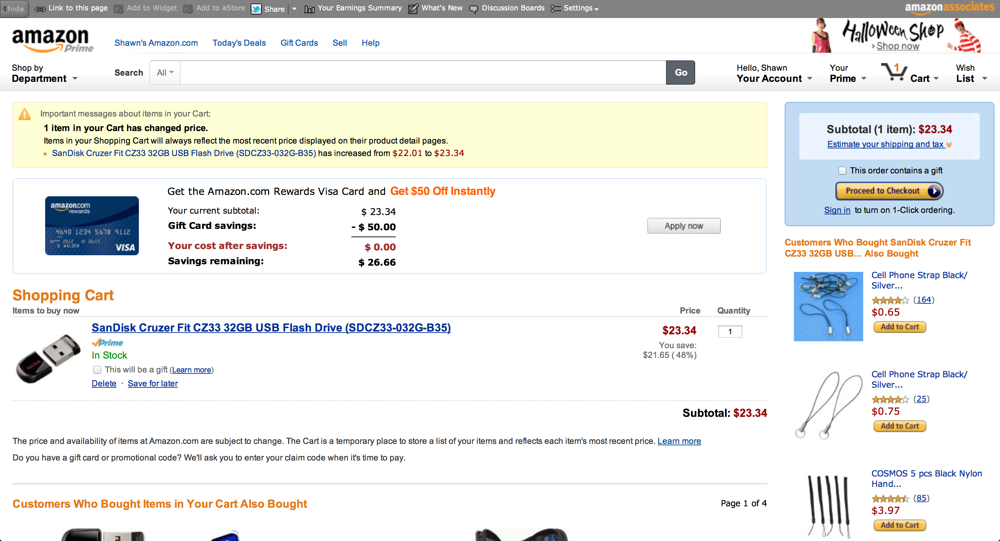 hide
Link to this page
Add to Widget
Add to aStore
Share
Your Earnings Summary
What's New
Discussion Boards
Settings
amazonassociates
amazon
Prime
Shawn's Amazon.com
Today's Deals
Gift Cards
Sell
Help
Halloween Shop
› Shop now
Shop by
Department
Search
All
Go
Hello, Shawn
Your Account
Your
Prime
1
Cart
Wish
List
Important messages about items in your Cart:
1 item in your Cart has changed price.
Items in your Shopping Cart will always reflect the most recent price displayed on their product detail pages.
SanDisk Cruzer Fit CZ33 32GB USB Flash Drive (SDCZ33-032G-B35) has increased from $22.01 to $23.34
Subtotal (1 item): $23.34
Estimate your shipping and tax
This order contains a gift
Proceed to Checkout
Sign in to turn on 1-Click ordering.
amazon.com
rewards
4640 1234 5678 9112
2012 06/15
D. WALDEN
VISA
Get the Amazon.com Rewards Visa Card and Get $50 Off Instantly
Your current subtotal: $ 23.34
Gift Card savings: - $ 50.00
Your cost after savings: $ 0.00
Savings remaining: $ 26.66
Apply now
Shopping Cart
Items to buy now
Price
Quantity
SanDisk
SanDisk Cruzer Fit CZ33 32GB USB Flash Drive (SDCZ33-032G-B35)
Prime
In Stock
This will be a gift (Learn more)
Delete · Save for later
$23.34
You save:
$21.65 ( 48%)
1
Subtotal: $23.34
The price and availability of items at Amazon.com are subject to change. The Cart is a temporary place to store a list of your items and reflects each item's most recent price. Learn more
Do you have a gift card or promotional code? We'll ask you to enter your claim code when it's time to pay.
Customers Who Bought Items in Your Cart Also Bought
Page 1 of 4
Customers Who Bought SanDisk Cruzer Fit
CZ33 32GB USB... Also Bought
Cell Phone Strap Black/
Silver...
(164)
$0.65
Add to Cart
Cell Phone Strap Black/
Silver...
(25)
$0.75
Add to Cart
COSMOS 5 pcs Black Nylon
Hand...
(85)
$3.97
Add to Cart